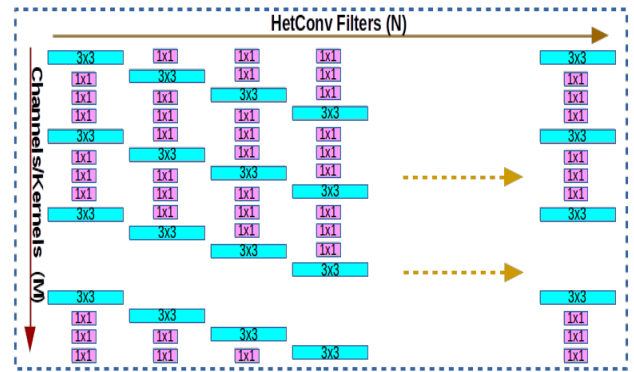 HetConv Filters (N)
Channels/Kernels (M)
3x3 1x1 1x1 1x1 3x3
1x1 3x3 1x1 1x1 1x1
1x1 1x1 3x3 1x1 1x1
1x1 1x1 1x1 3x3 1x1
3x3 1x1 1x1 1x1 3x3
1x1 3x3 1x1 1x1 1x1
1x1 1x1 3x3 1x1 1x1
1x1 1x1 1x1 3x3 1x1
3x3 1x1 1x1 1x1 3x3
3x3 1x1 1x1
3x3 1x1
3x3
3x3 3x3
1x1 3x3 1x1
1x1 1x1 3x3 1x1
1x1 1x1 1x1 3x3 1x1